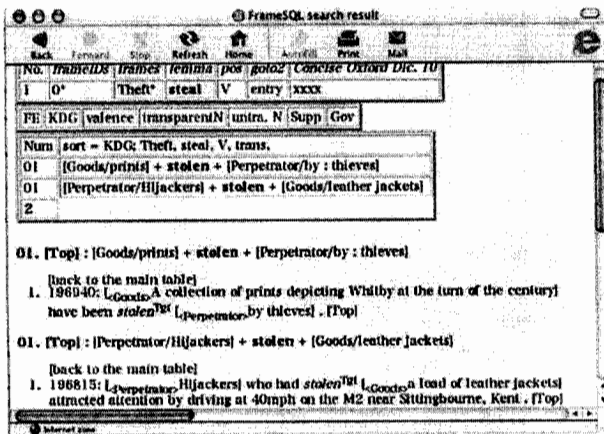 FrameSQL search result
Back Forward Stop Refresh Home AutoFill Print Mail
No. frameIDs frames lemma pos goto2 Concise Oxford Dic. 10
1 0* Theft* steal V entry xxxx
FE KDG valence transparentN untra. N Supp Gov
Num sort = KDG; Theft, steal, V, trans,
01 [Goods/prints] + stolen + [Perpetrator/by : thieves]
01 [Perpetrator/Hijackers] + stolen + [Goods/leather jackets]
2
01. [Top] : [Goods/prints] + stolen + [Perpetrator/by : thieves]
[back to the main table]
1. 196940: [<Goods>A collection of prints depicting Whitby at the turn of the century]
have been stolenTgt [<Perpetrator>by thieves] . [Top]
01. [Top] : [Perpetrator/Hijackers] + stolen + [Goods/leather jackets]
[back to the main table]
1. 196815: [<Perpetrator>Hijackers] who had stolenTgt [<Goods>a load of leather jackets]
attracted attention by driving at 40mph on the M2 near Sittingbourne, Kent . [Top]
Internet zone